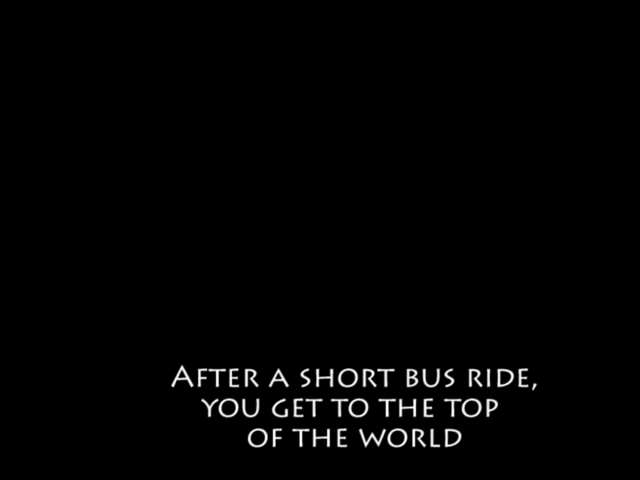 After a short bus ride,
you get to the top
of the world